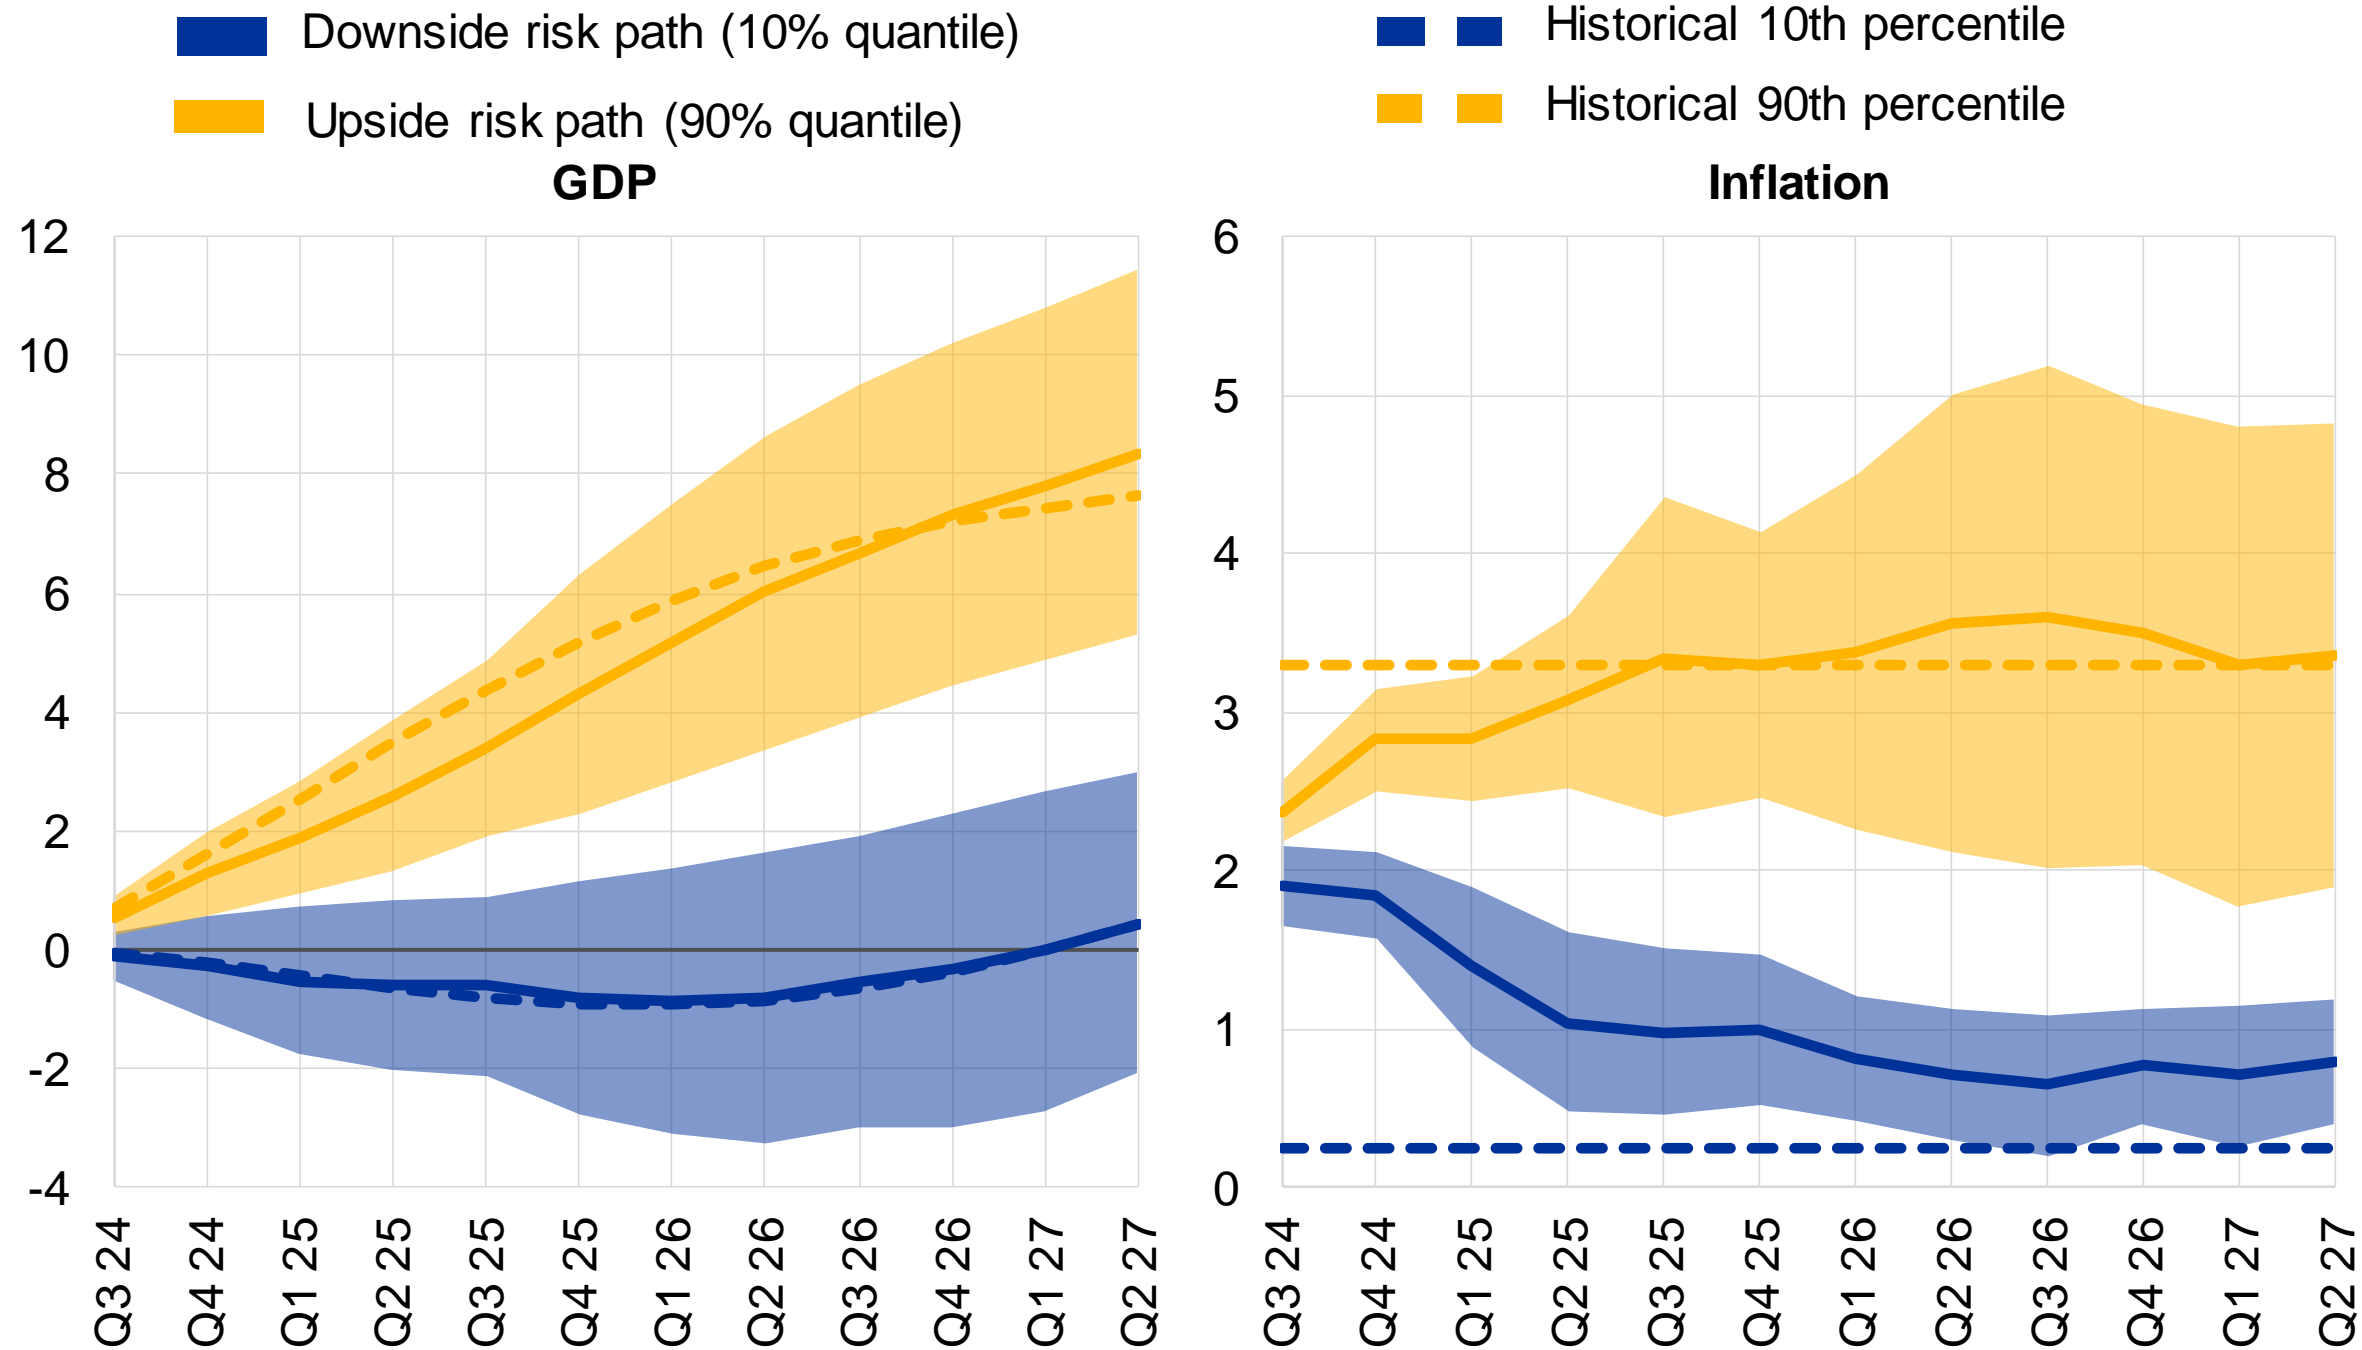 Downside risk path (10% quantile)
Upside risk path (90% quantile)
Historical 10th percentile
Historical 90th percentile
GDP
12
10
8
6
4
2
0
-2
-4
Q3 24
Q4 24
Q1 25
Q2 25
Q3 25
Q4 25
Q1 26
Q2 26
Q3 26
Q4 26
Q1 27
Q2 27
Inflation
6
5
4
3
2
1
0
Q3 24
Q4 24
Q1 25
Q2 25
Q3 25
Q4 25
Q1 26
Q2 26
Q3 26
Q4 26
Q1 27
Q2 27